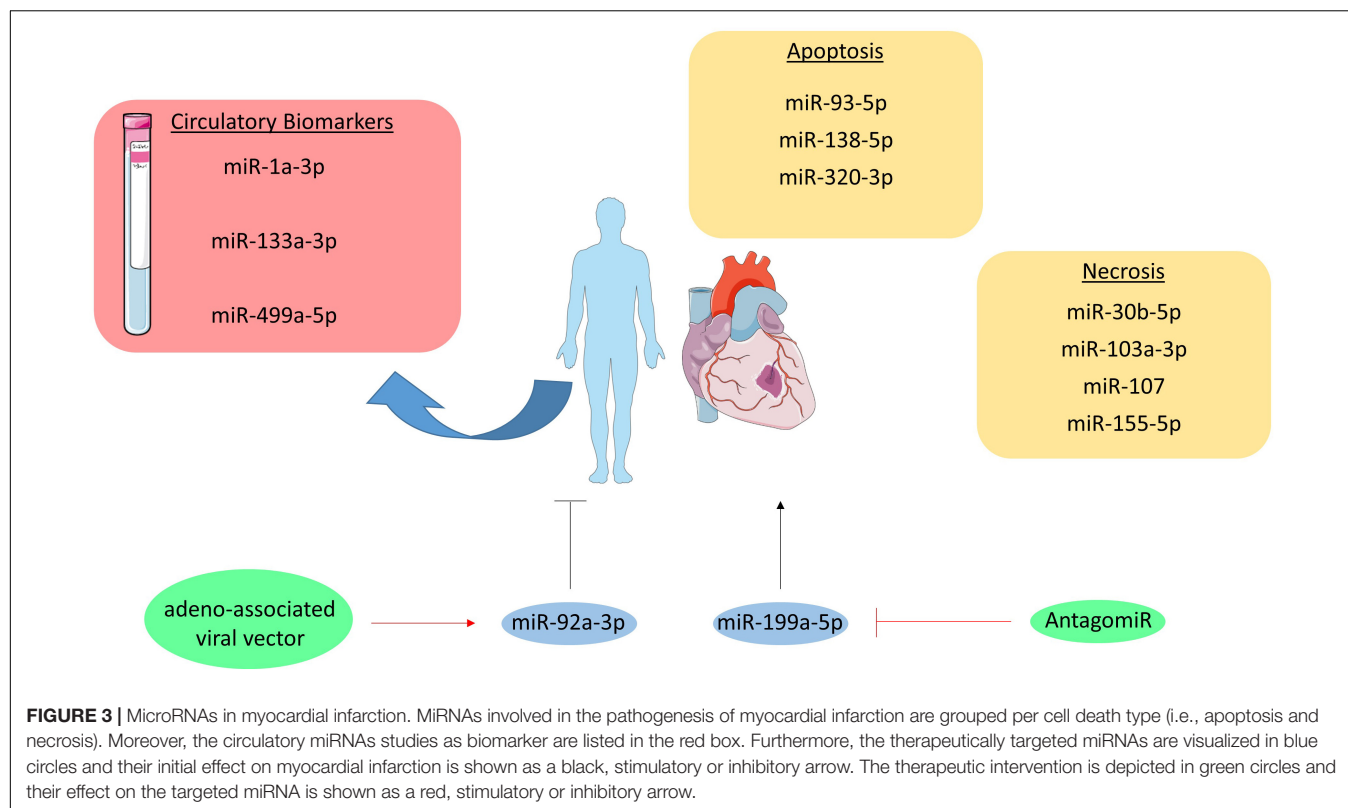 Circulatory Biomarkers
miR-1a-3p
miR-133a-3p
miR-499a-5p
Apoptosis
miR-93-5p
miR-138-5p
miR-320-3p
Necrosis
miR-30b-5p
miR-103a-3p
miR-107
miR-155-5p
adeno-associated
viral vector
miR-92a-3p
miR-199a-5p
AntagomiR
FIGURE 3 | MicroRNAs in myocardial infarction. MiRNAs involved in the pathogenesis of myocardial infarction are grouped per cell death type (i.e., apoptosis and
necrosis). Moreover, the circulatory miRNAs studies as biomarker are listed in the red box. Furthermore, the therapeutically targeted miRNAs are visualized in blue
circles and their initial effect on myocardial infarction is shown as a black, stimulatory or inhibitory arrow. The therapeutic intervention is depicted in green circles and
their effect on the targeted miRNA is shown as a red, stimulatory or inhibitory arrow.